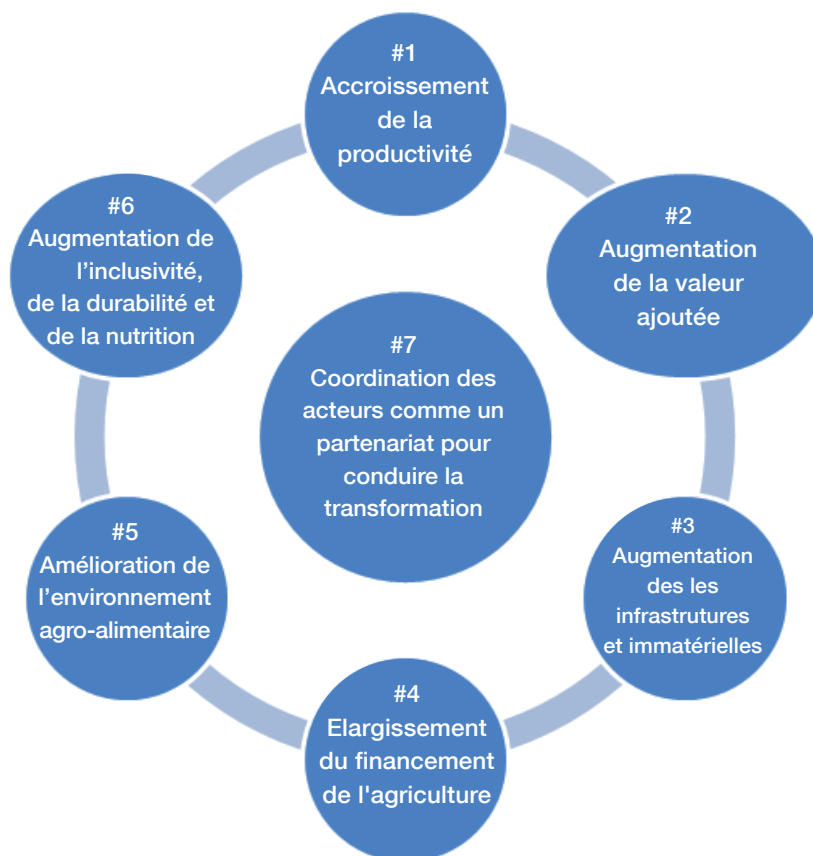 #1
Accroissement
de la
productivité
#2
Augmentation
de la valeur
ajoutée
#3
Augmentation
des les
infrastrutures
et immatérielles
#4
Elargissement
du financement
de l'agriculture
#5
Amélioration de
l’environnement
agro-alimentaire
#6
Augmentation de
l’inclusivité,
de la durabilité et
de la nutrition
#7
Coordination des
acteurs comme un
partenariat pour
conduire la
transformation